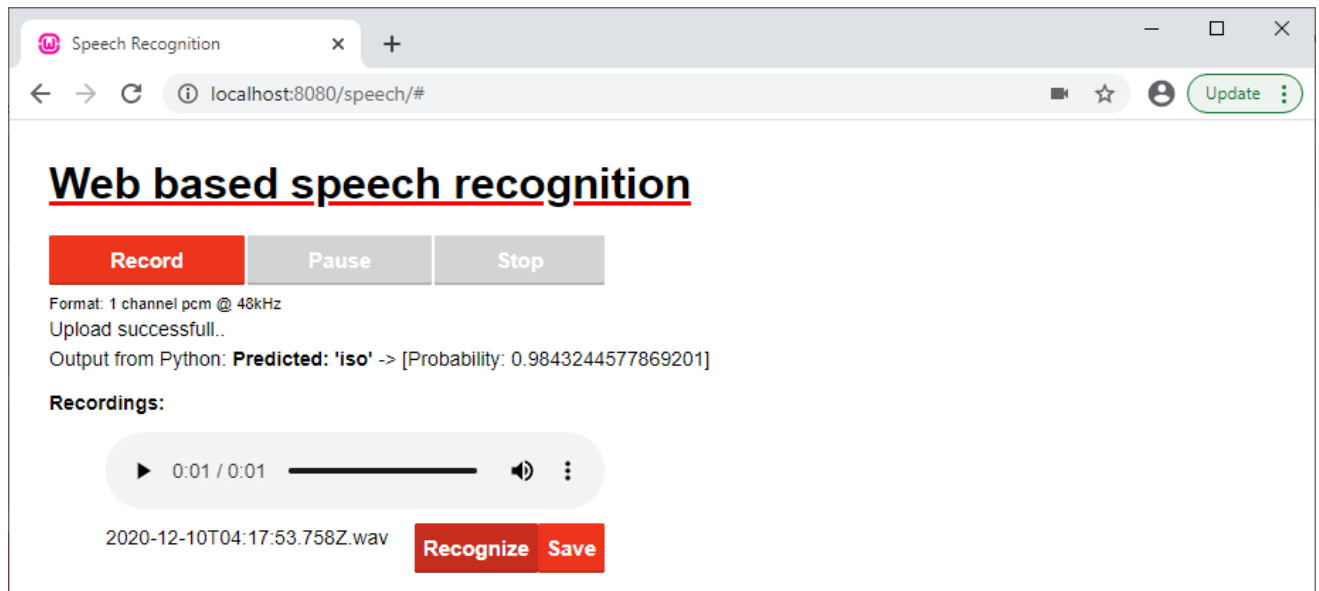 Speech Recognition
localhost:8080/speech/#
Update
Web based speech recognition
Record Pause Stop
Format: 1 channel pcm @ 48kHz
Upload successfull..
Output from Python: Predicted: 'iso' -> [Probability: 0.9843244577869201]
Recordings:
0:01 / 0:01
2020-12-10T04:17:53.758Z.wav Recognize Save